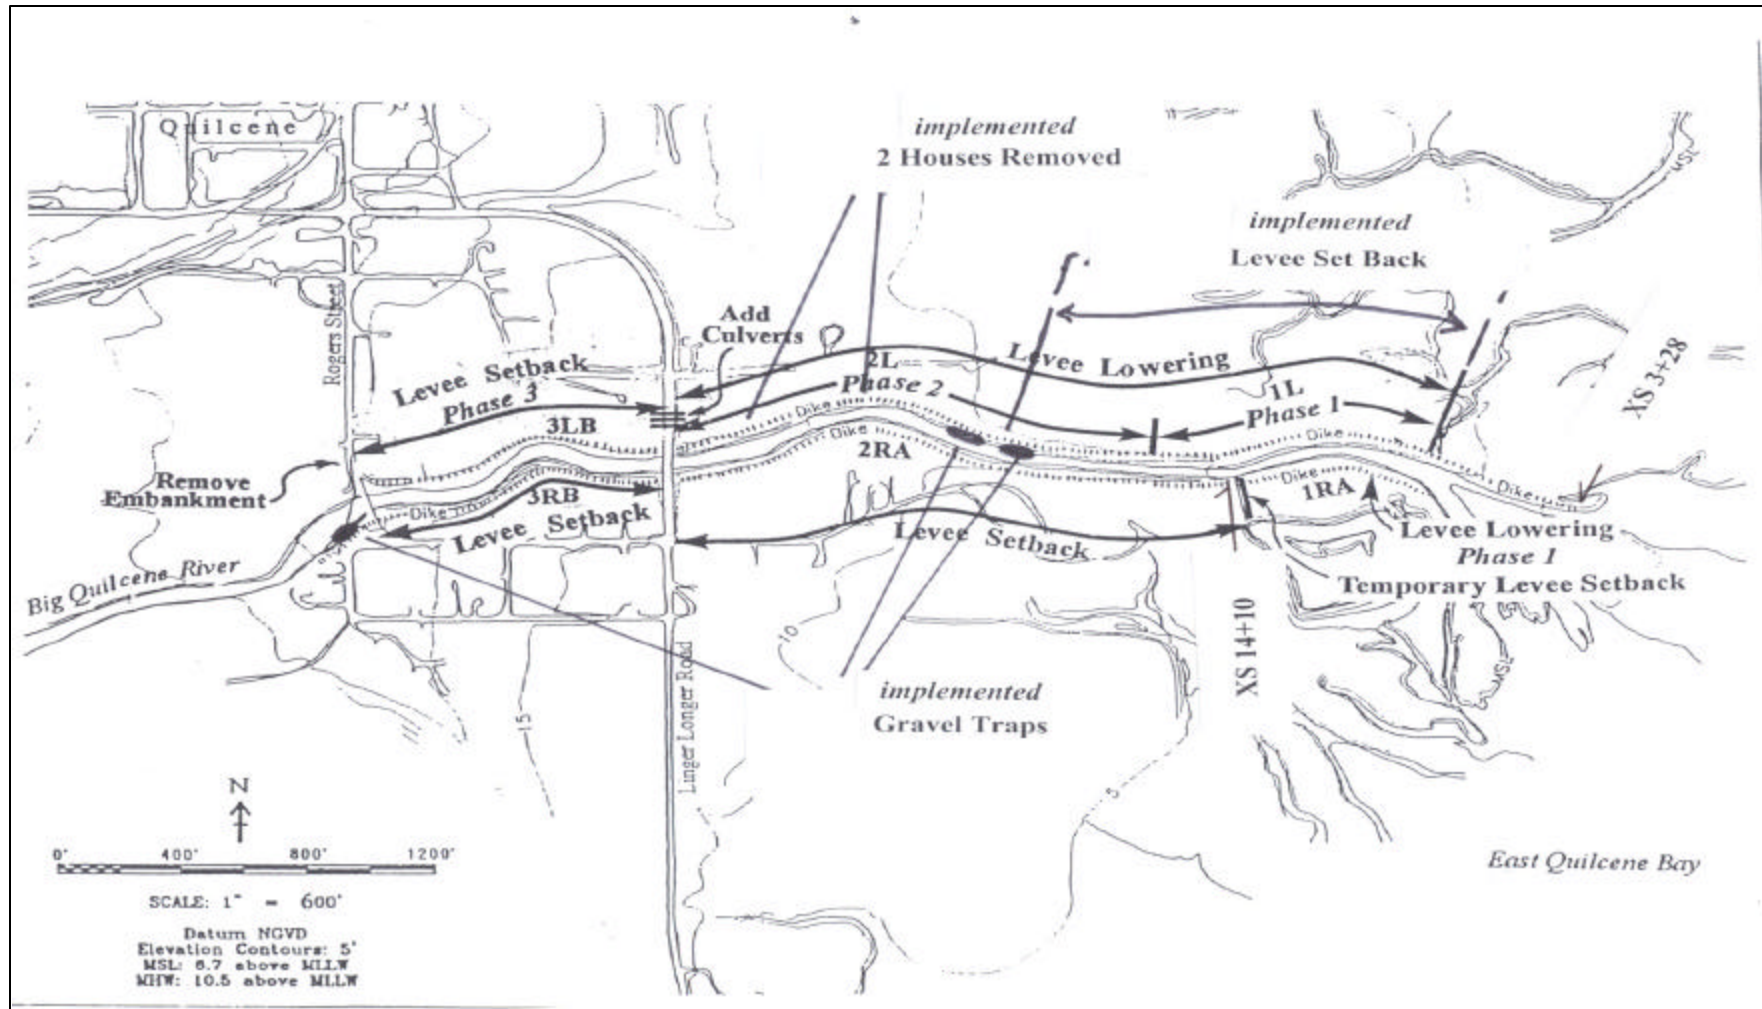 Quilcene
implemented
2 Houses Removed
implemented
Levee Set Back
MSL
Rogers Street
Add
Culverts
Levee Setback
Phase 3
3LB
2L
Phase 2
Levee Lowering
1L
Phase 1
XS 3+28
Dike
Dike
Dike
Dike
Dike
Dike
2RA
1RA
3RB
Levee Setback
Remove
Embankment
Levee Setback
Levee Lowering
Phase 1
Temporary Levee Setback
Big Quilcene River
XS 14+10
10
15
5
MSL
Linger Longer Road
implemented
Gravel Traps
East Quilcene Bay
N
0' 400' 800' 1200'
SCALE: 1" = 600'
Datum NGVD
Elevation Contours: 5'
MSL: 6.7 above MLLW
MHW: 10.5 above MLLW